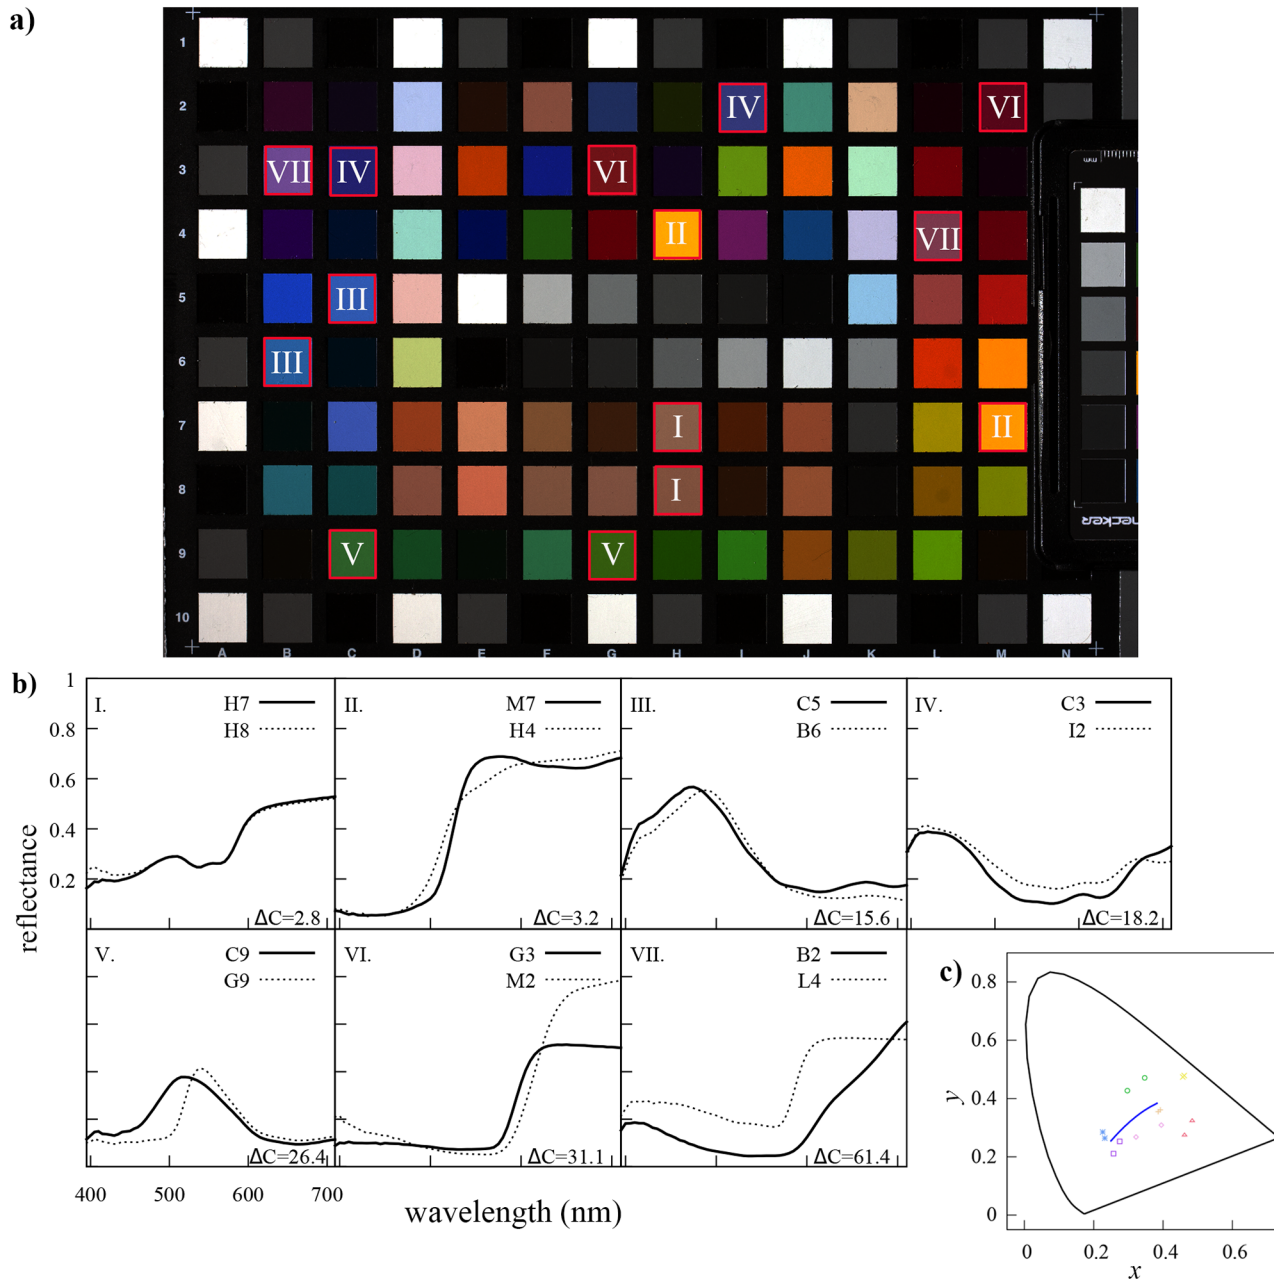 a)
1
2 IV VI
3 VII IV VI
4 II VII
5 III
6 III
7 I II
8 I
9 V V
10
A B C D E F G H I J K L M N
mm
necker
b)
1
0.8
0.6
0.4
0.2
reflectance
I. H7
H8
ΔC=2.8
II. M7
H4
ΔC=3.2
III. C5
B6
ΔC=15.6
IV. C3
I2
ΔC=18.2
V. C9
G9
ΔC=26.4
VI. G3
M2
ΔC=31.1
VII. B2
L4
ΔC=61.4
400 500 600 700
wavelength (nm)
c)
0.8
0.6
0.4
0.2
0
y
0 0.2 0.4 0.6
x